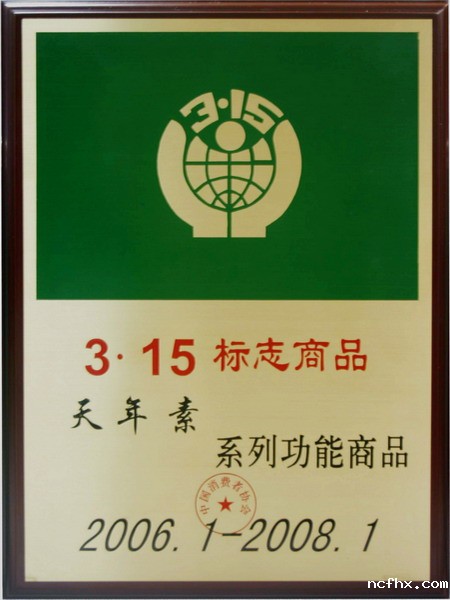 3·15
3·15 标志商品
天年素
系列功能商品
中国消费者协会
2006.1-2008.1
ncfhx.com